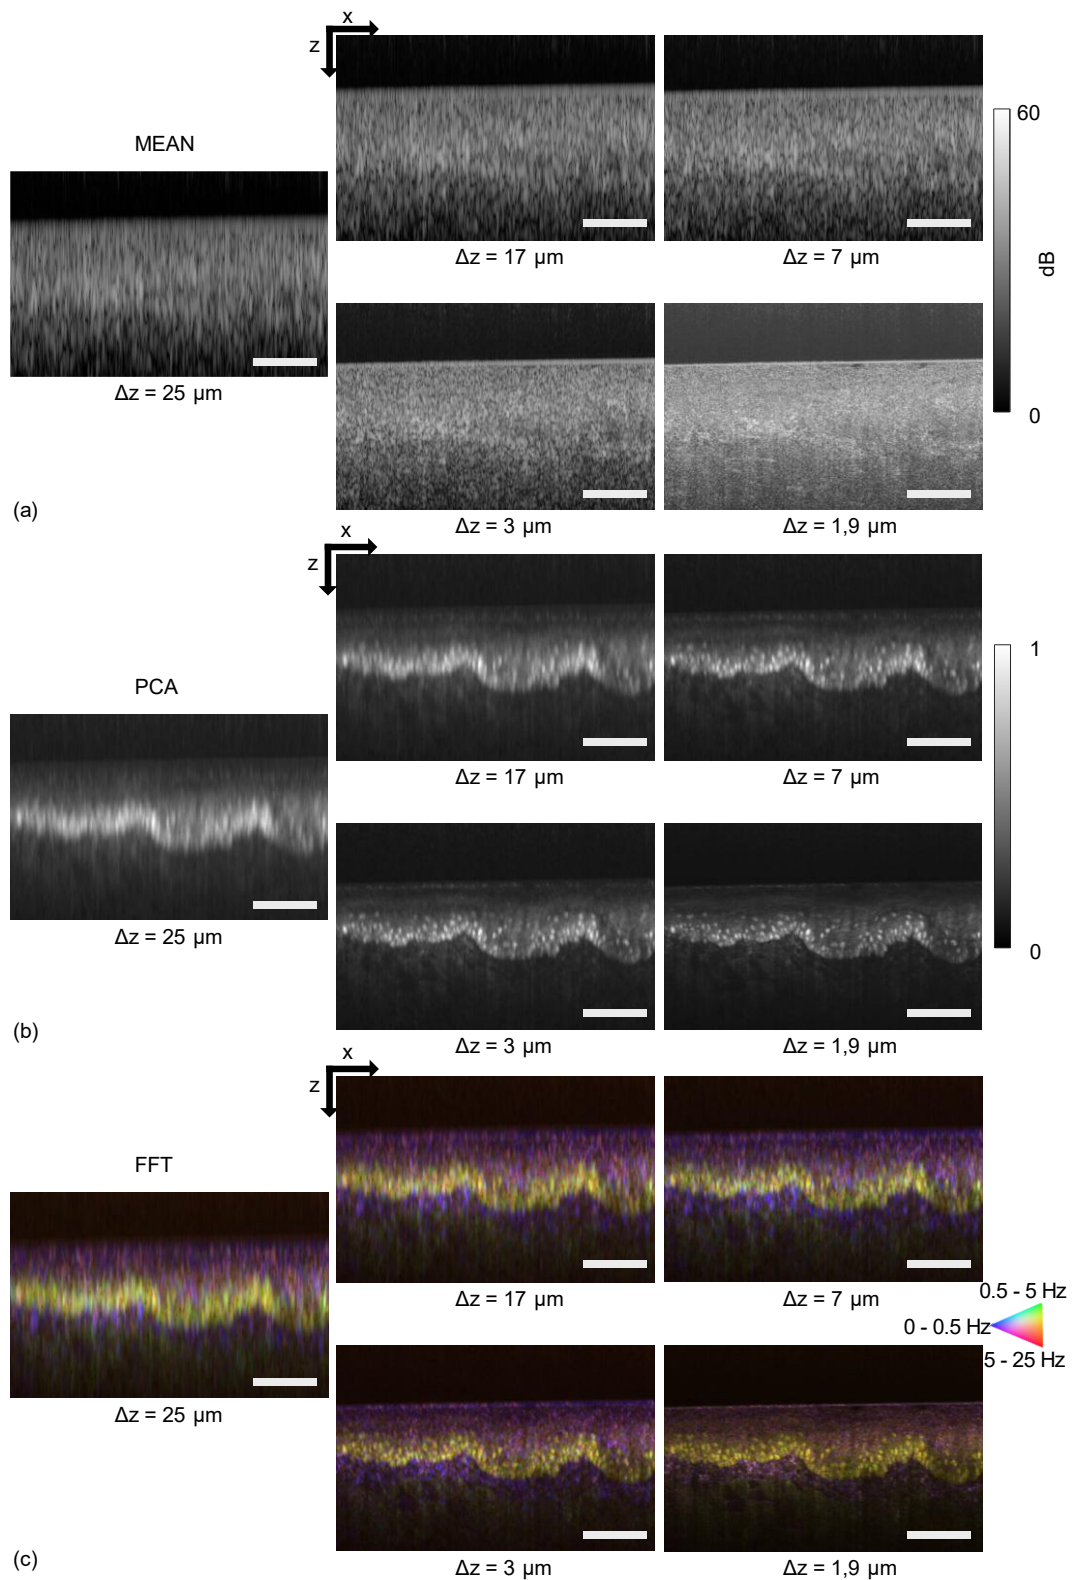 x
z
MEAN
60
dB
0
Δz = 25 µm
Δz = 17 µm
Δz = 7 µm
Δz = 3 µm
Δz = 1,9 µm
(a)
x
z
PCA
1
0
Δz = 25 µm
Δz = 17 µm
Δz = 7 µm
Δz = 3 µm
Δz = 1,9 µm
(b)
x
z
FFT
Δz = 25 µm
Δz = 17 µm
Δz = 7 µm
0.5 - 5 Hz
0 - 0.5 Hz
5 - 25 Hz
Δz = 3 µm
Δz = 1,9 µm
(c)